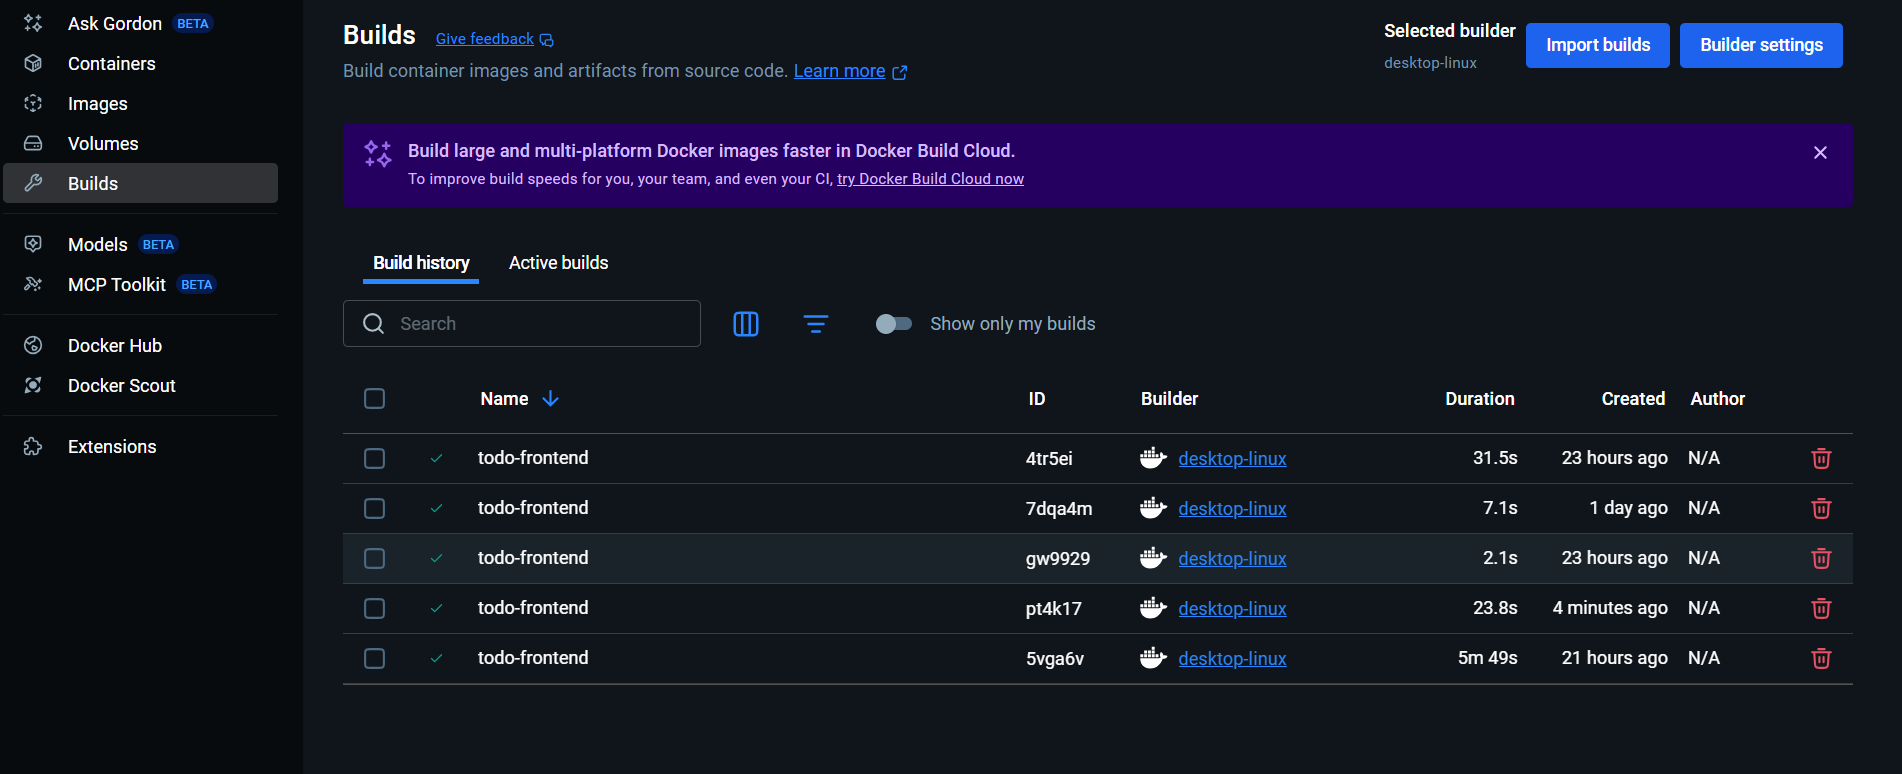 Ask Gordon BETA
Containers
Images
Volumes
Builds
Models BETA
MCP Toolkit BETA
Docker Hub
Docker Scout
Extensions
Builds Give feedback
Build container images and artifacts from source code. Learn more
Selected builder
desktop-linux
Import builds
Builder settings
Build large and multi-platform Docker images faster in Docker Build Cloud.
To improve build speeds for you, your team, and even your CI, try Docker Build Cloud now
Build history Active builds
Search Show only my builds
Name ID Builder Duration Created Author
todo-frontend 4tr5ei desktop-linux 31.5s 23 hours ago N/A
todo-frontend 7dqa4m desktop-linux 7.1s 1 day ago N/A
todo-frontend gw9929 desktop-linux 2.1s 23 hours ago N/A
todo-frontend pt4k17 desktop-linux 23.8s 4 minutes ago N/A
todo-frontend 5vga6v desktop-linux 5m 49s 21 hours ago N/A